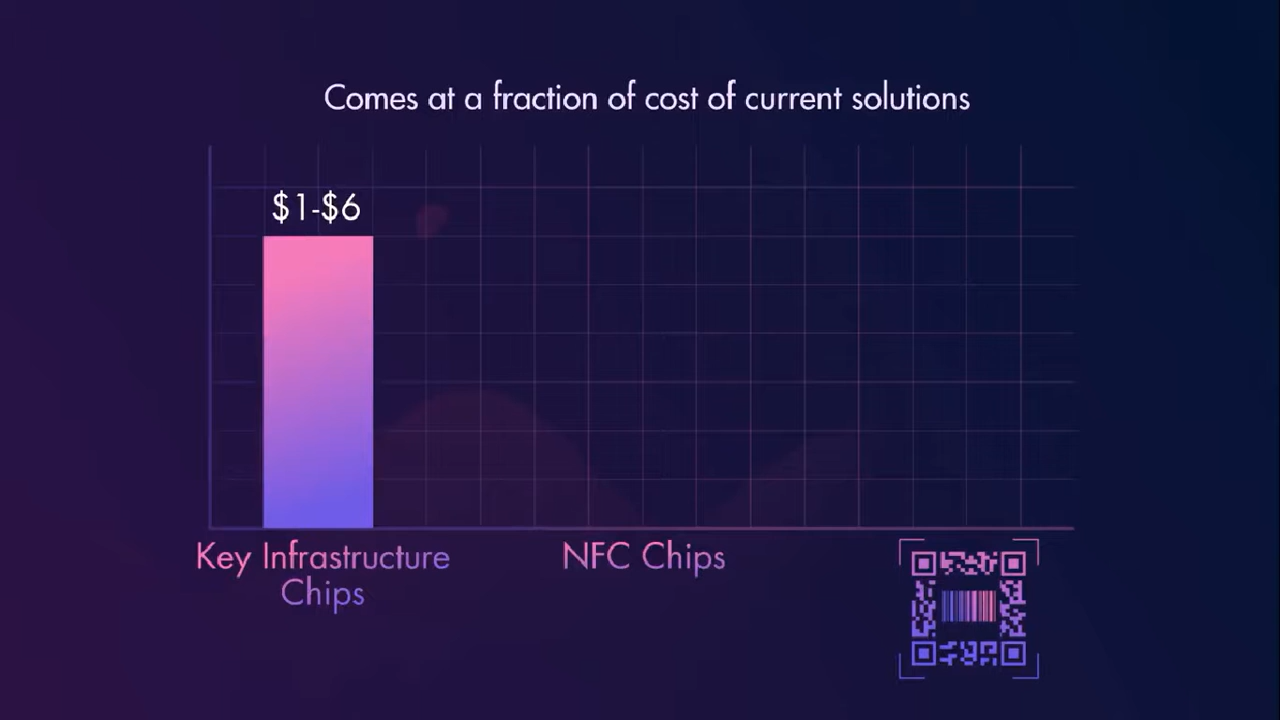 Comes at a fraction of cost of current solutions
$1-$6
Key Infrastructure
Chips
NFC Chips